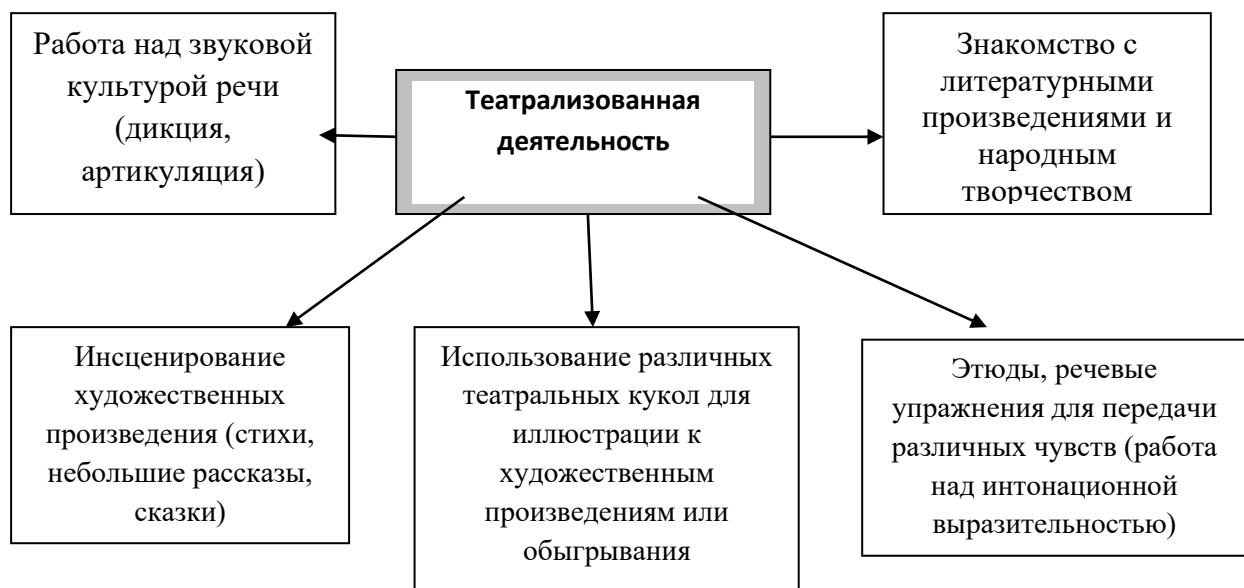 Работа над звуковой
культурой речи
(дикция,
артикуляция)
Театрализованная
деятельность
Знакомство с
литературными
произведениями и
народным
творчеством
Инсценирование
художественных
произведения (стихи,
небольшие рассказы,
сказки)
Использование различных
театральных кукол для
иллюстрации к
художественным
произведениям или
обыгрывания
Этюды, речевые
упражнения для передачи
различных чувств (работа
над интонационной
выразительностью)